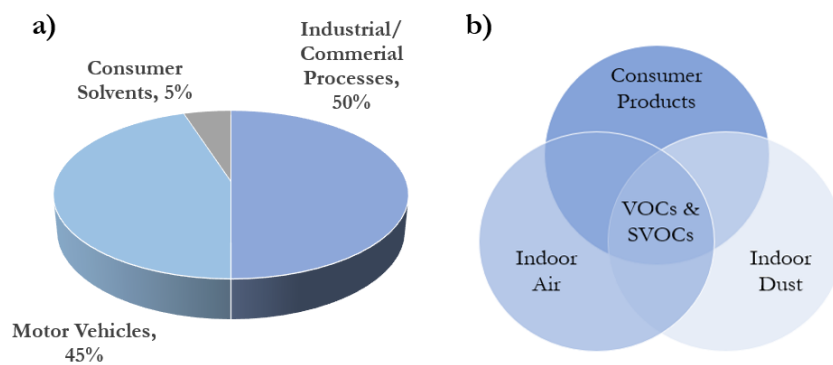 a)
Industrial/
Commerial
Processes,
50%
Consumer
Solvents, 5%
Motor Vehicles,
45%
b)
Consumer
Products
VOCs &
SVOCs
Indoor
Air
Indoor
Dust